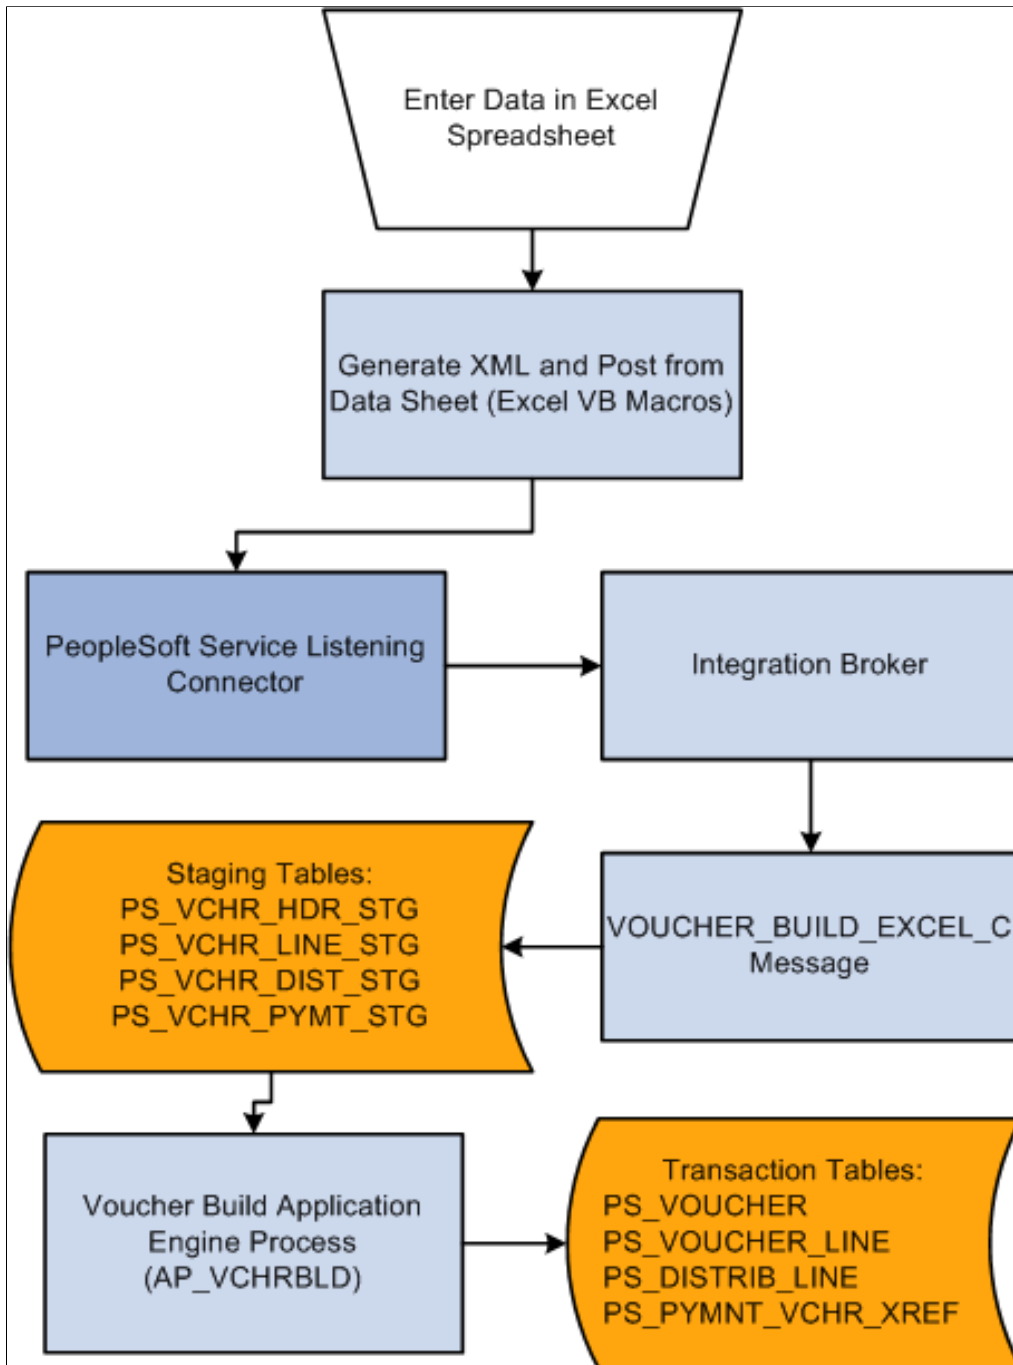 Enter Data in Excel
Spreadsheet
Generate XML and Post from
Data Sheet (Excel VB Macros)
PeopleSoft Service Listening
Connector
Integration Broker
VOUCHER_BUILD_EXCEL_C
Message
Staging Tables:
PS_VCHR_HDR_STG
PS_VCHR_LINE_STG
PS_VCHR_DIST_STG
PS_VCHR_PYMT_STG
Voucher Build Application
Engine Process
(AP_VCHRBLD)
Transaction Tables:
PS_VOUCHER
PS_VOUCHER_LINE
PS_DISTRIB_LINE
PS_PYMNT_VCHR_XREF